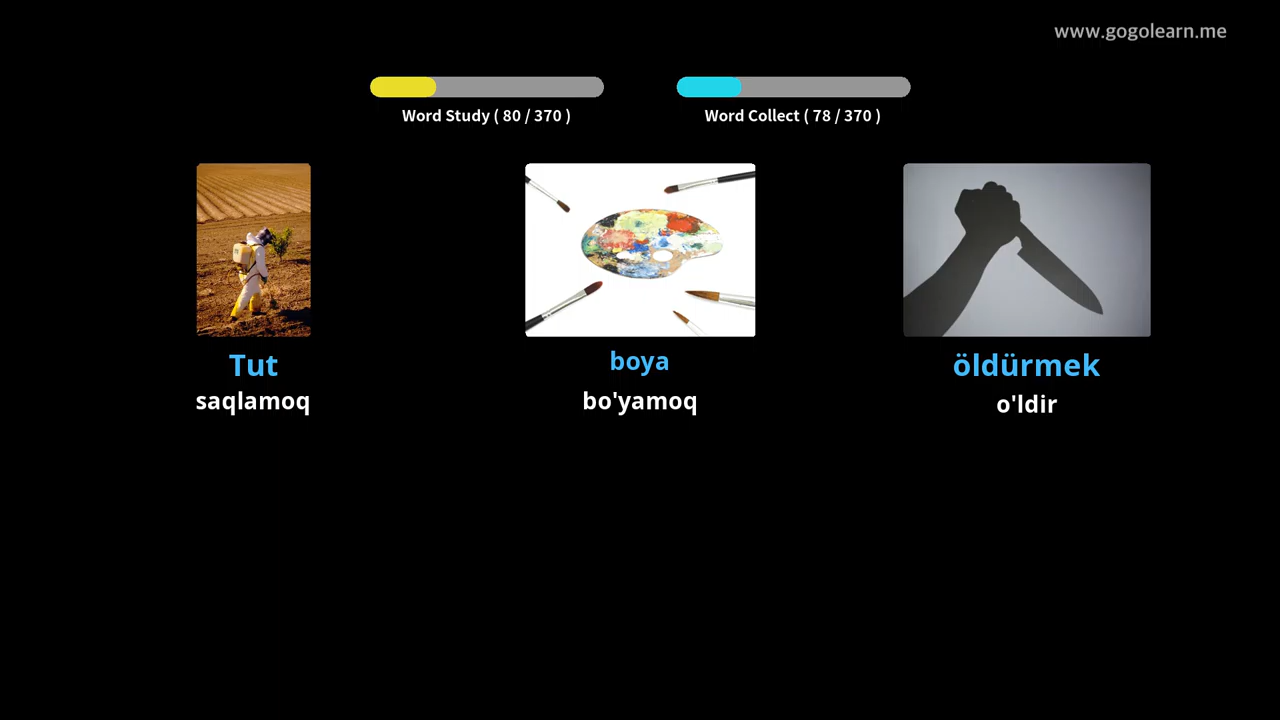 www.gogolearn.me
Word Study ( 80 / 370 )
Word Collect ( 78 / 370 )
Tut
saqlamoq
boya
bo'yamoq
öldürmek
o'ldir